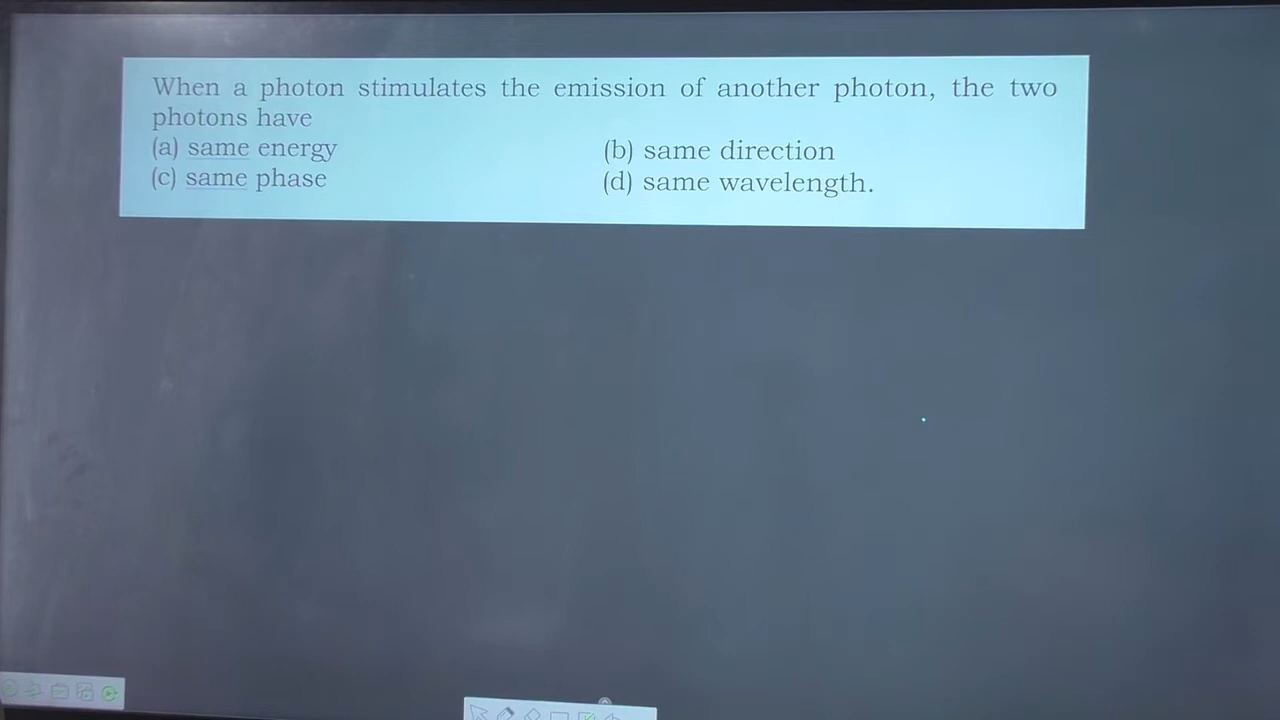 When a photon stimulates the emission of another photon, the two
photons have
(a) same energy (b) same direction
(c) same phase (d) same wavelength.